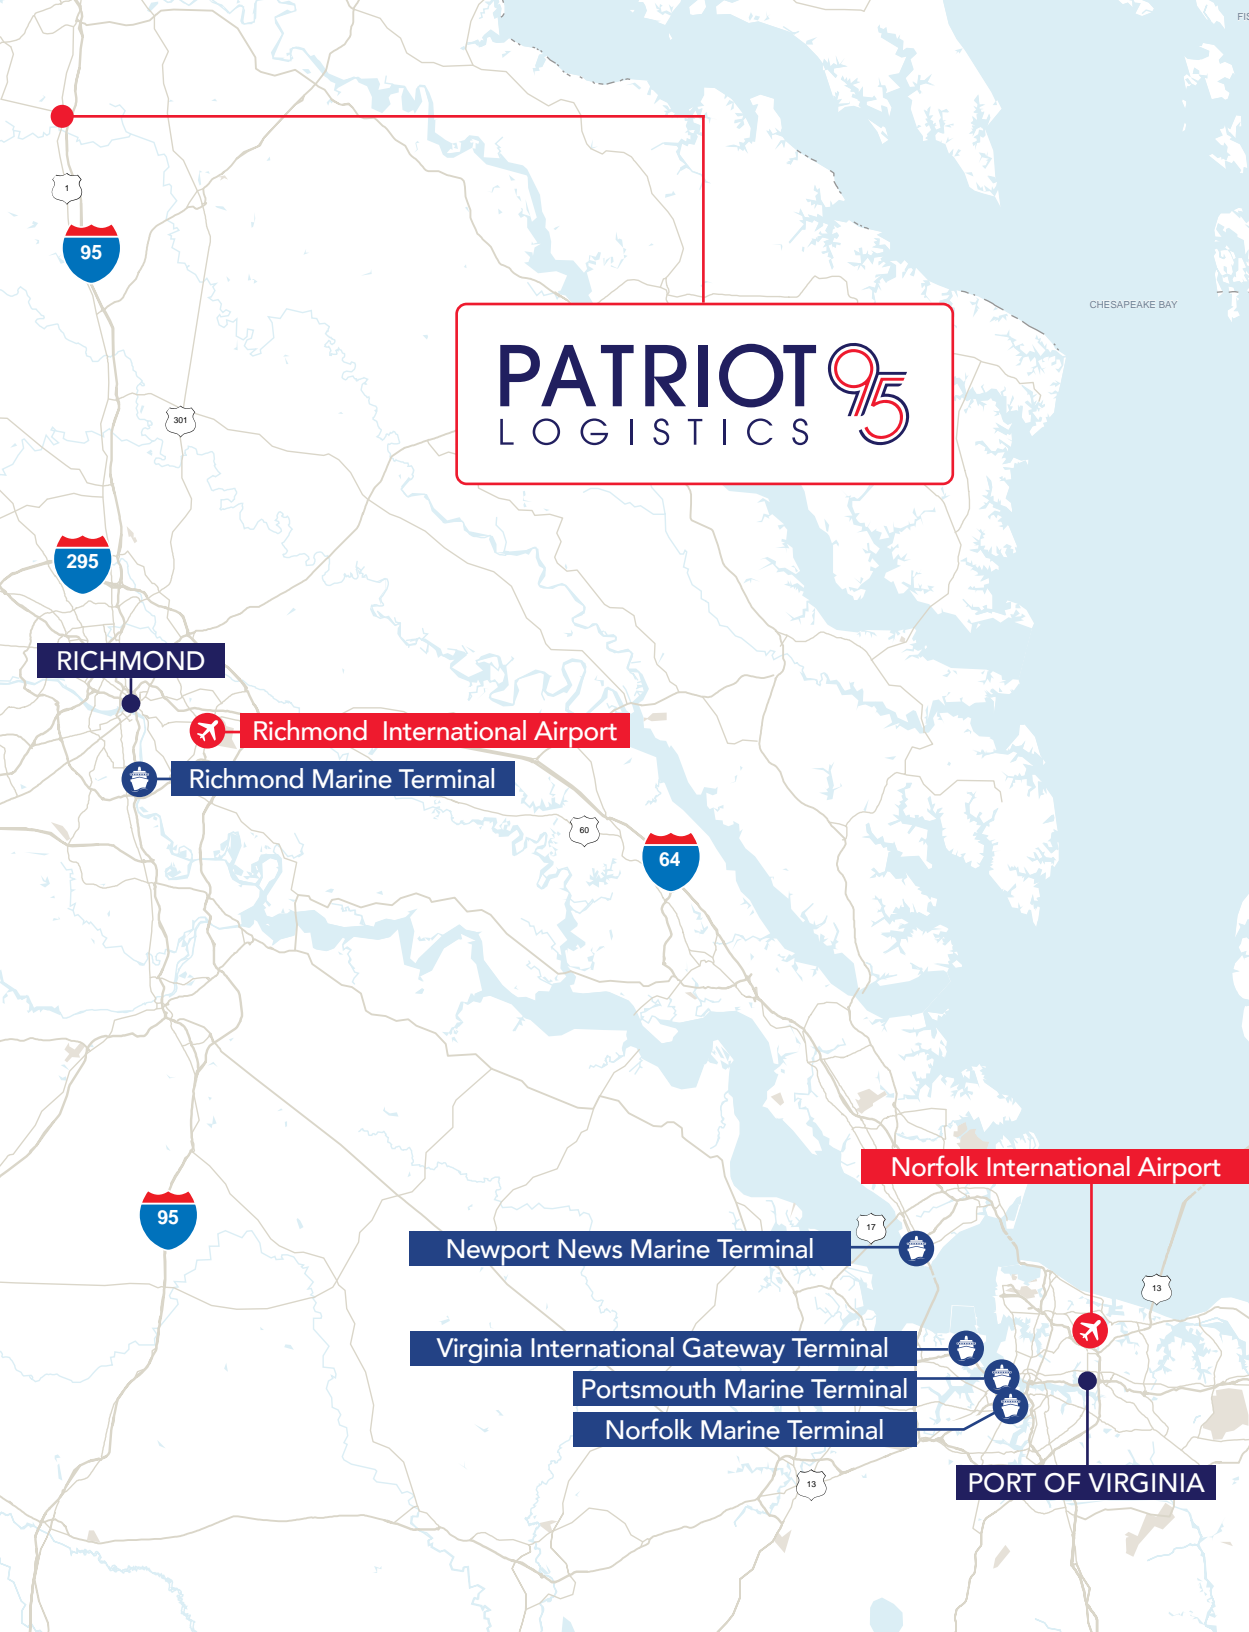 FIS
1
95
CHESAPEAKE BAY
PATRIOT 95
LOGISTICS
301
295
RICHMOND
Richmond International Airport
Richmond Marine Terminal
60
64
Norfolk International Airport
95
17
Newport News Marine Terminal
13
Virginia International Gateway Terminal
Portsmouth Marine Terminal
Norfolk Marine Terminal
13
PORT OF VIRGINIA